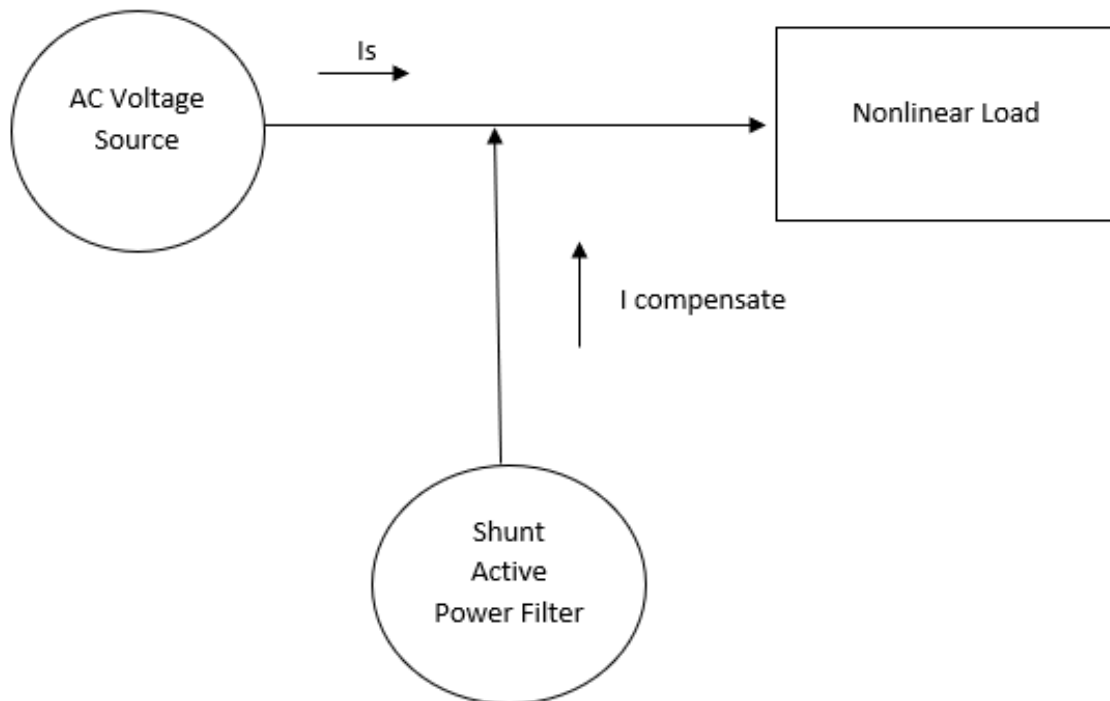 Is
AC Voltage
Source
Nonlinear Load
I compensate
Shunt
Active
Power Filter